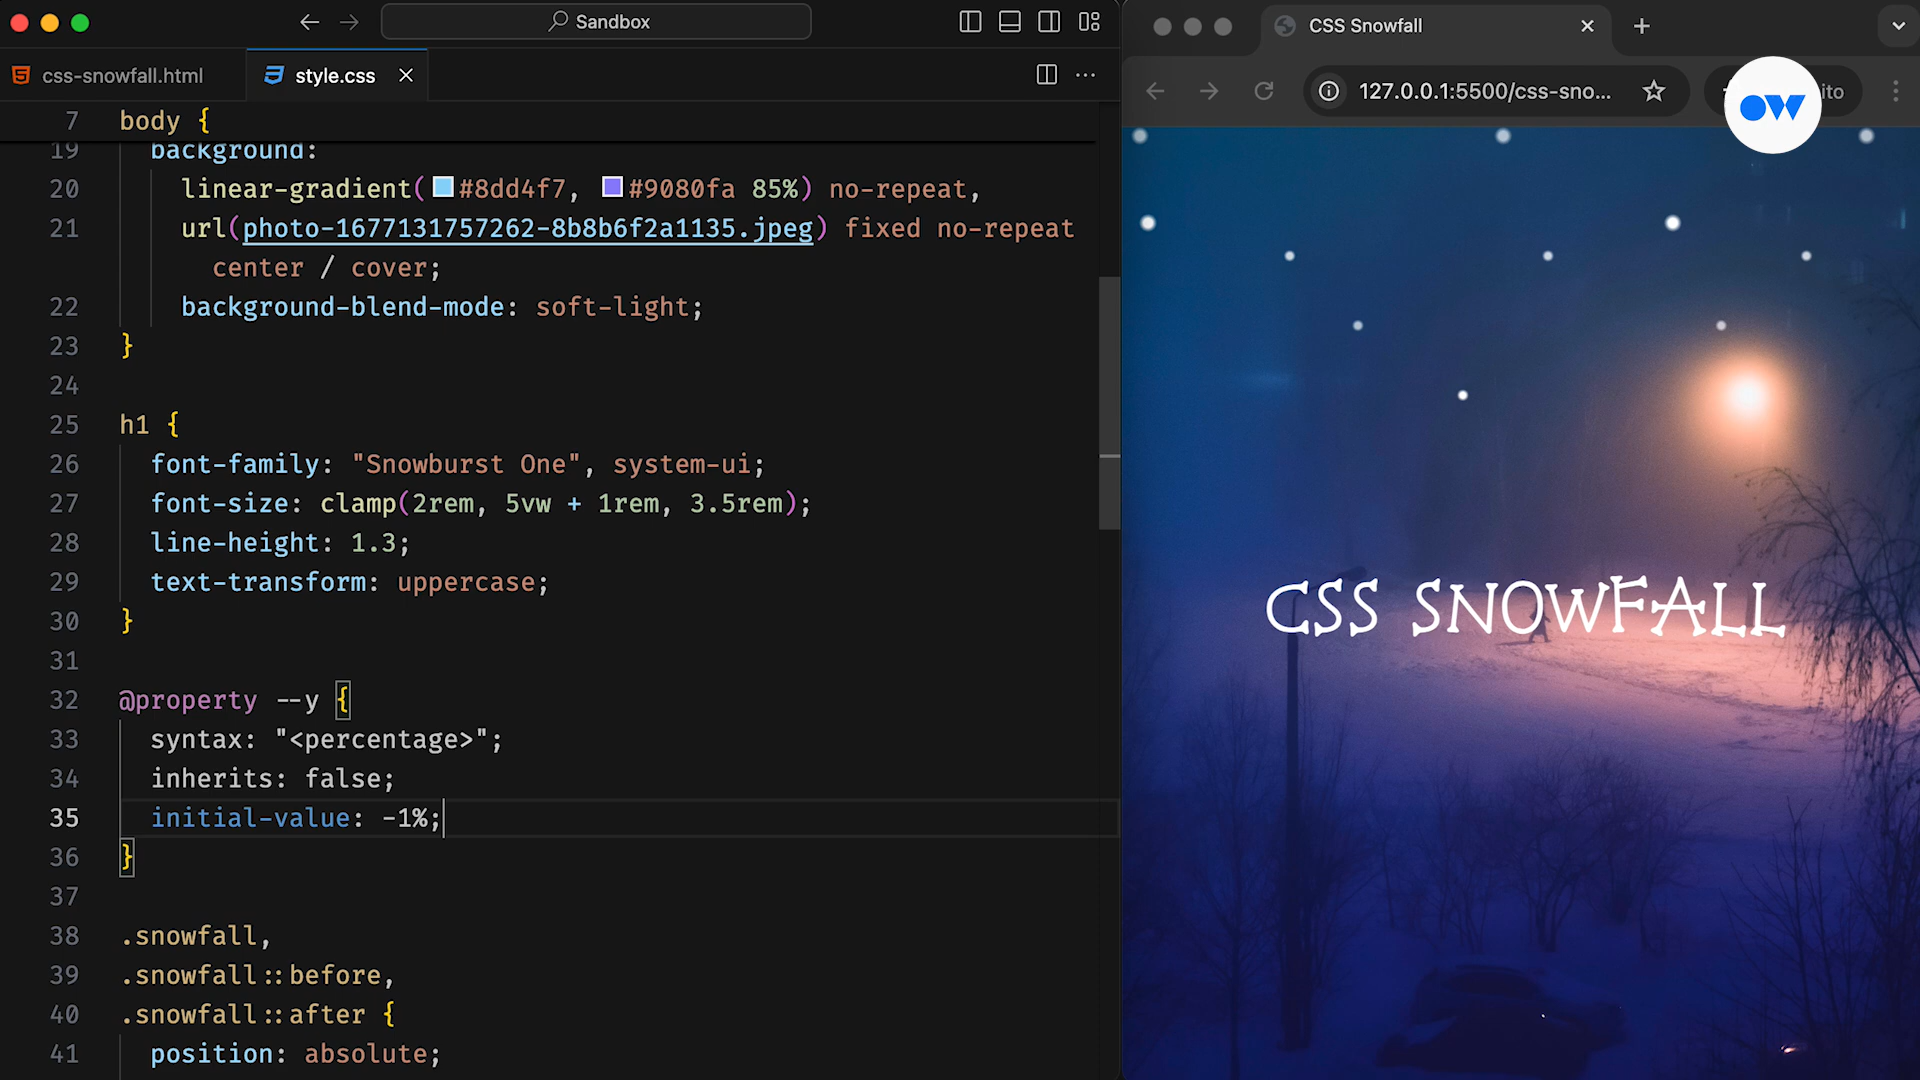 Sandbox
css-snowfall.html
style.css
7 body {
19 background:
20 linear-gradient(#8dd4f7, #9080fa 85%) no-repeat,
21 url(photo-1677131757262-8b8b6f2a1135.jpeg) fixed no-repeat
center / cover;
22 background-blend-mode: soft-light;
23 }
24
25 h1 {
26 font-family: "Snowburst One", system-ui;
27 font-size: clamp(2rem, 5vw + 1rem, 3.5rem);
28 line-height: 1.3;
29 text-transform: uppercase;
30 }
31
32 @property --y {
33 syntax: "<percentage>";
34 inherits: false;
35 initial-value: -1%;
36 }
37
38 .snowfall,
39 .snowfall::before,
40 .snowfall::after {
41 position: absolute;
CSS Snowfall
127.0.0.1:5500/css-sno...
ow
CSS SNOWFALL